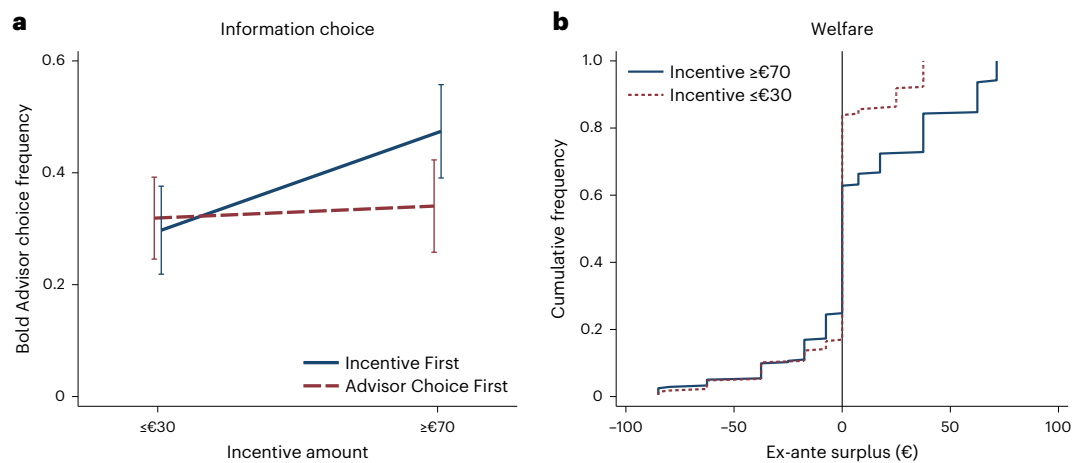 a
Information choice
0.6
0.4
0.2
0
Bold Advisor choice frequency
Incentive First
Advisor Choice First
≤€30
≥€70
Incentive amount
b
Welfare
Incentive ≥€70
Incentive ≤€30
1.0
0.8
0.6
0.4
0.2
0
Cumulative frequency
−100
−50
0
50
100
Ex-ante surplus (€)